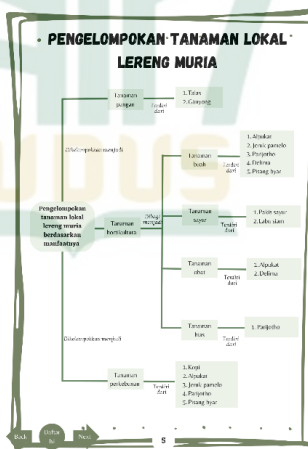 PENGELOMPOKAN TANAMAN LOKAL
LERENG MURIA
Tanaman
pangan
Terdiri
dari
1. Talas
2. Ganyong
Dikelompokkan menjadi
Tanaman
buah
Terdiri
dari
1. Alpukat
2. Jeruk pamelo
3. Parijotho
4. Delima
5. Pisang byar
Pengelompokan
tanaman lokal
lereng muria
berdasarkan
manfaatnya
Tanaman
hortikultura
Dibagi
menjadi
Tanaman
sayur
Terdiri
dari
1. Pakis sayur
2. Labu siam
Tanaman
obat
Terdiri
dari
1. Alpukat
2. Delima
Tanaman
hias
Terdiri
dari
1. Parijotho
Dikelompokkan menjadi
Tanaman
perkebunan
Terdiri
dari
1. Kopi
2. Alpukat
3. Jeruk pamelo
4. Parijotho
5. Pisang byar
Back
Daftar
Isi
Next
5